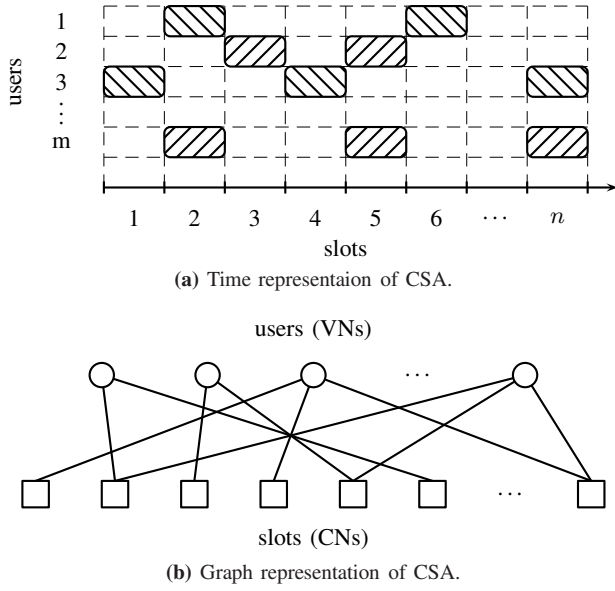 1
2
3
⋮
m
users
1 2 3 4 5 6 ⋯ n
slots
(a) Time representaion of CSA.
users (VNs)
⋯
⋯
slots (CNs)
(b) Graph representation of CSA.